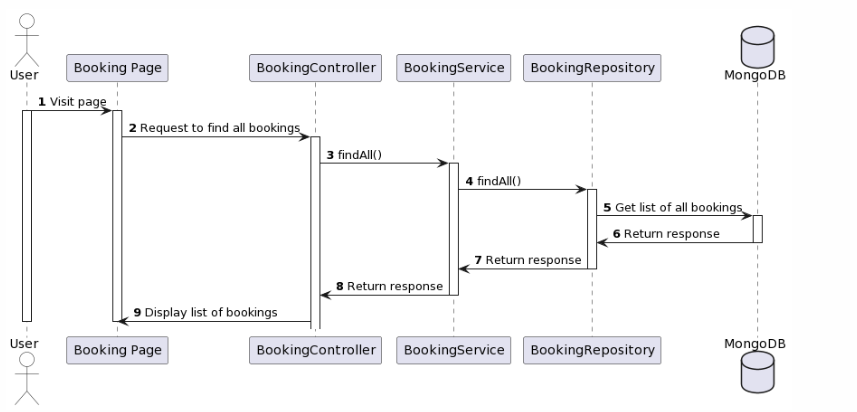 User
Booking Page
BookingController
BookingService
BookingRepository
MongoDB
1 Visit page
2 Request to find all bookings
3 findAll()
4 findAll()
5 Get list of all bookings
6 Return response
7 Return response
8 Return response
9 Display list of bookings
User
Booking Page
BookingController
BookingService
BookingRepository
MongoDB